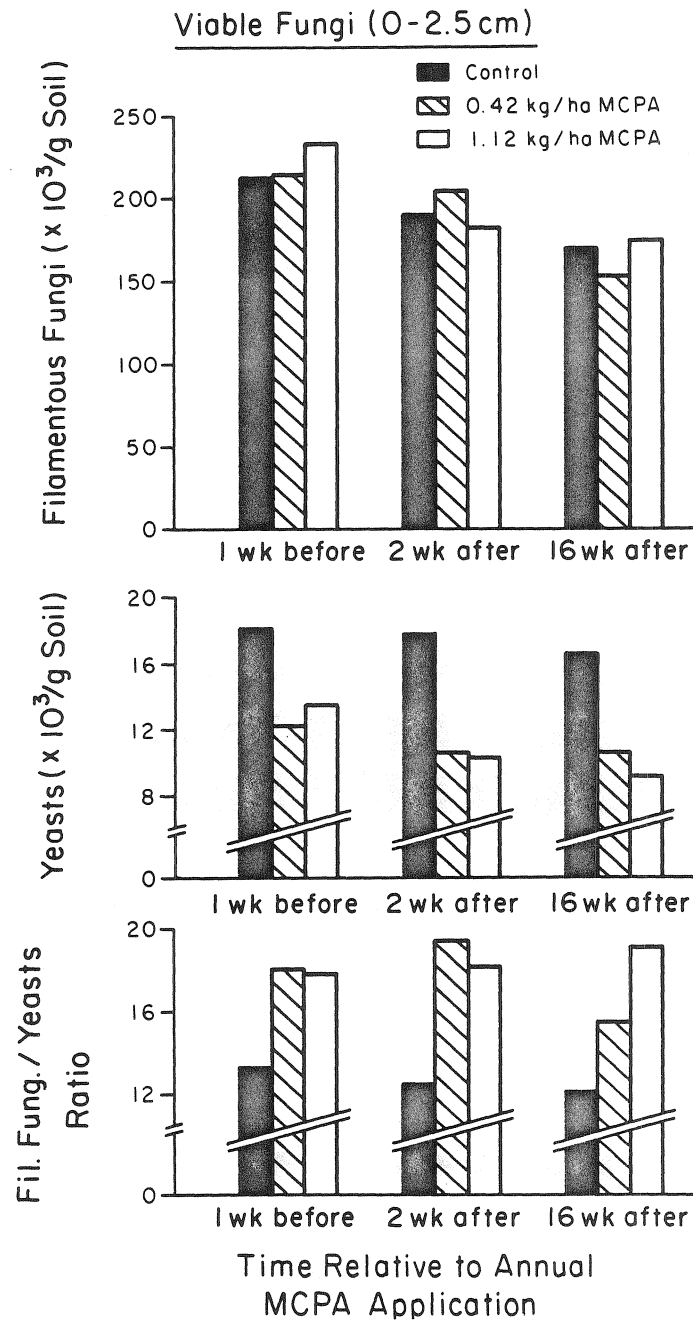 Viable Fungi (0-2.5cm)
Control
0.42 kg/ha MCPA
1.12 kg/ha MCPA
Filamentous Fungi (x 10³/g Soil)
250
200
150
100
50
0
1 wk before 2 wk after 16 wk after
Yeasts (x 10³/g Soil)
20
16
12
8
0
1 wk before 2 wk after 16 wk after
Fil. Fung./Yeasts
Ratio
20
16
12
0
1 wk before 2 wk after 16 wk after
Time Relative to Annual
MCPA Application